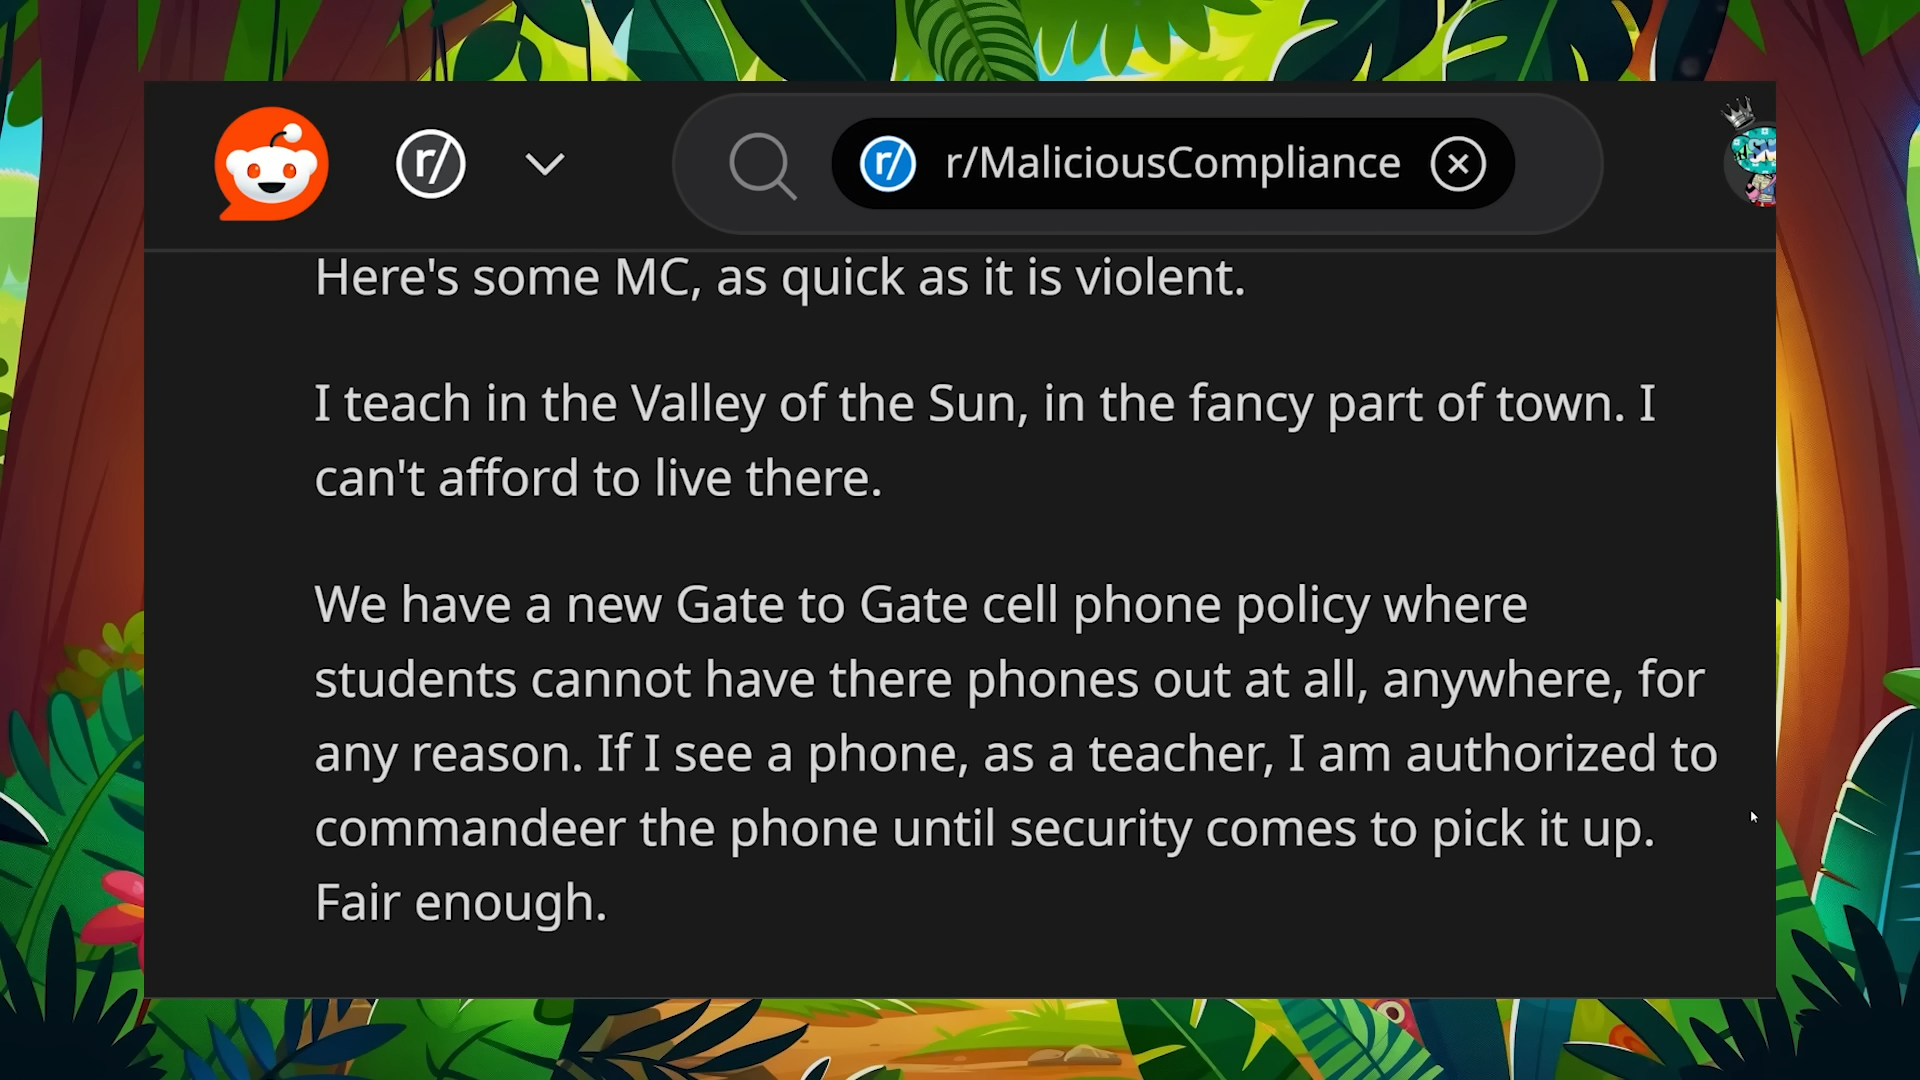 r/
r/ r/MaliciousCompliance
Here's some MC, as quick as it is violent.
I teach in the Valley of the Sun, in the fancy part of town. I
can't afford to live there.
We have a new Gate to Gate cell phone policy where
students cannot have there phones out at all, anywhere, for
any reason. If I see a phone, as a teacher, I am authorized to
commandeer the phone until security comes to pick it up.
Fair enough.